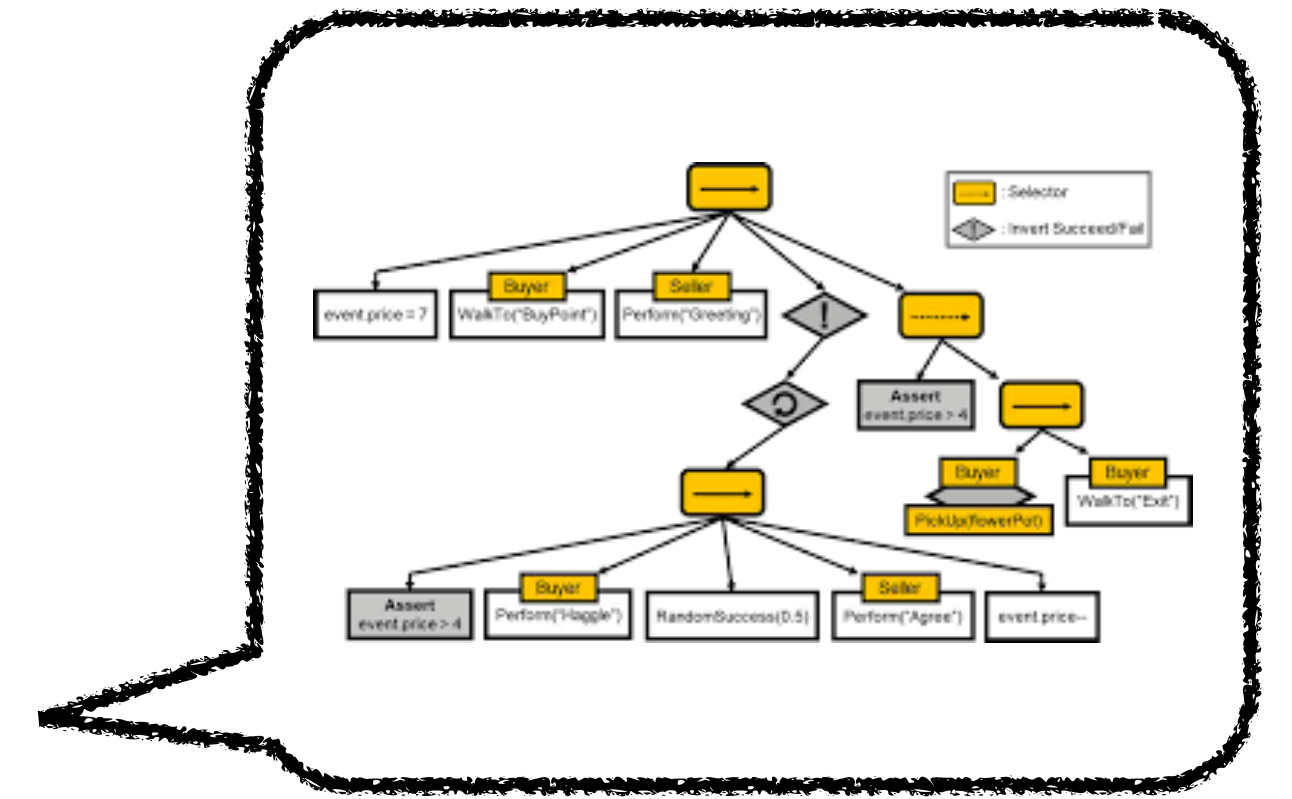 : Selector
!
: Invert Succeed/Fail
event.price = 7
Buyer
WalkTo("BuyPoint")
Seller
Perform("Greeting")
!
Assert
event.price > 4
Buyer
PickUp(flowerPot)
Buyer
WalkTo("Exit")
Assert
event.price > 4
Buyer
Perform("Haggle")
RandomSuccess(0.5)
Seller
Perform("Agree")
event.price--